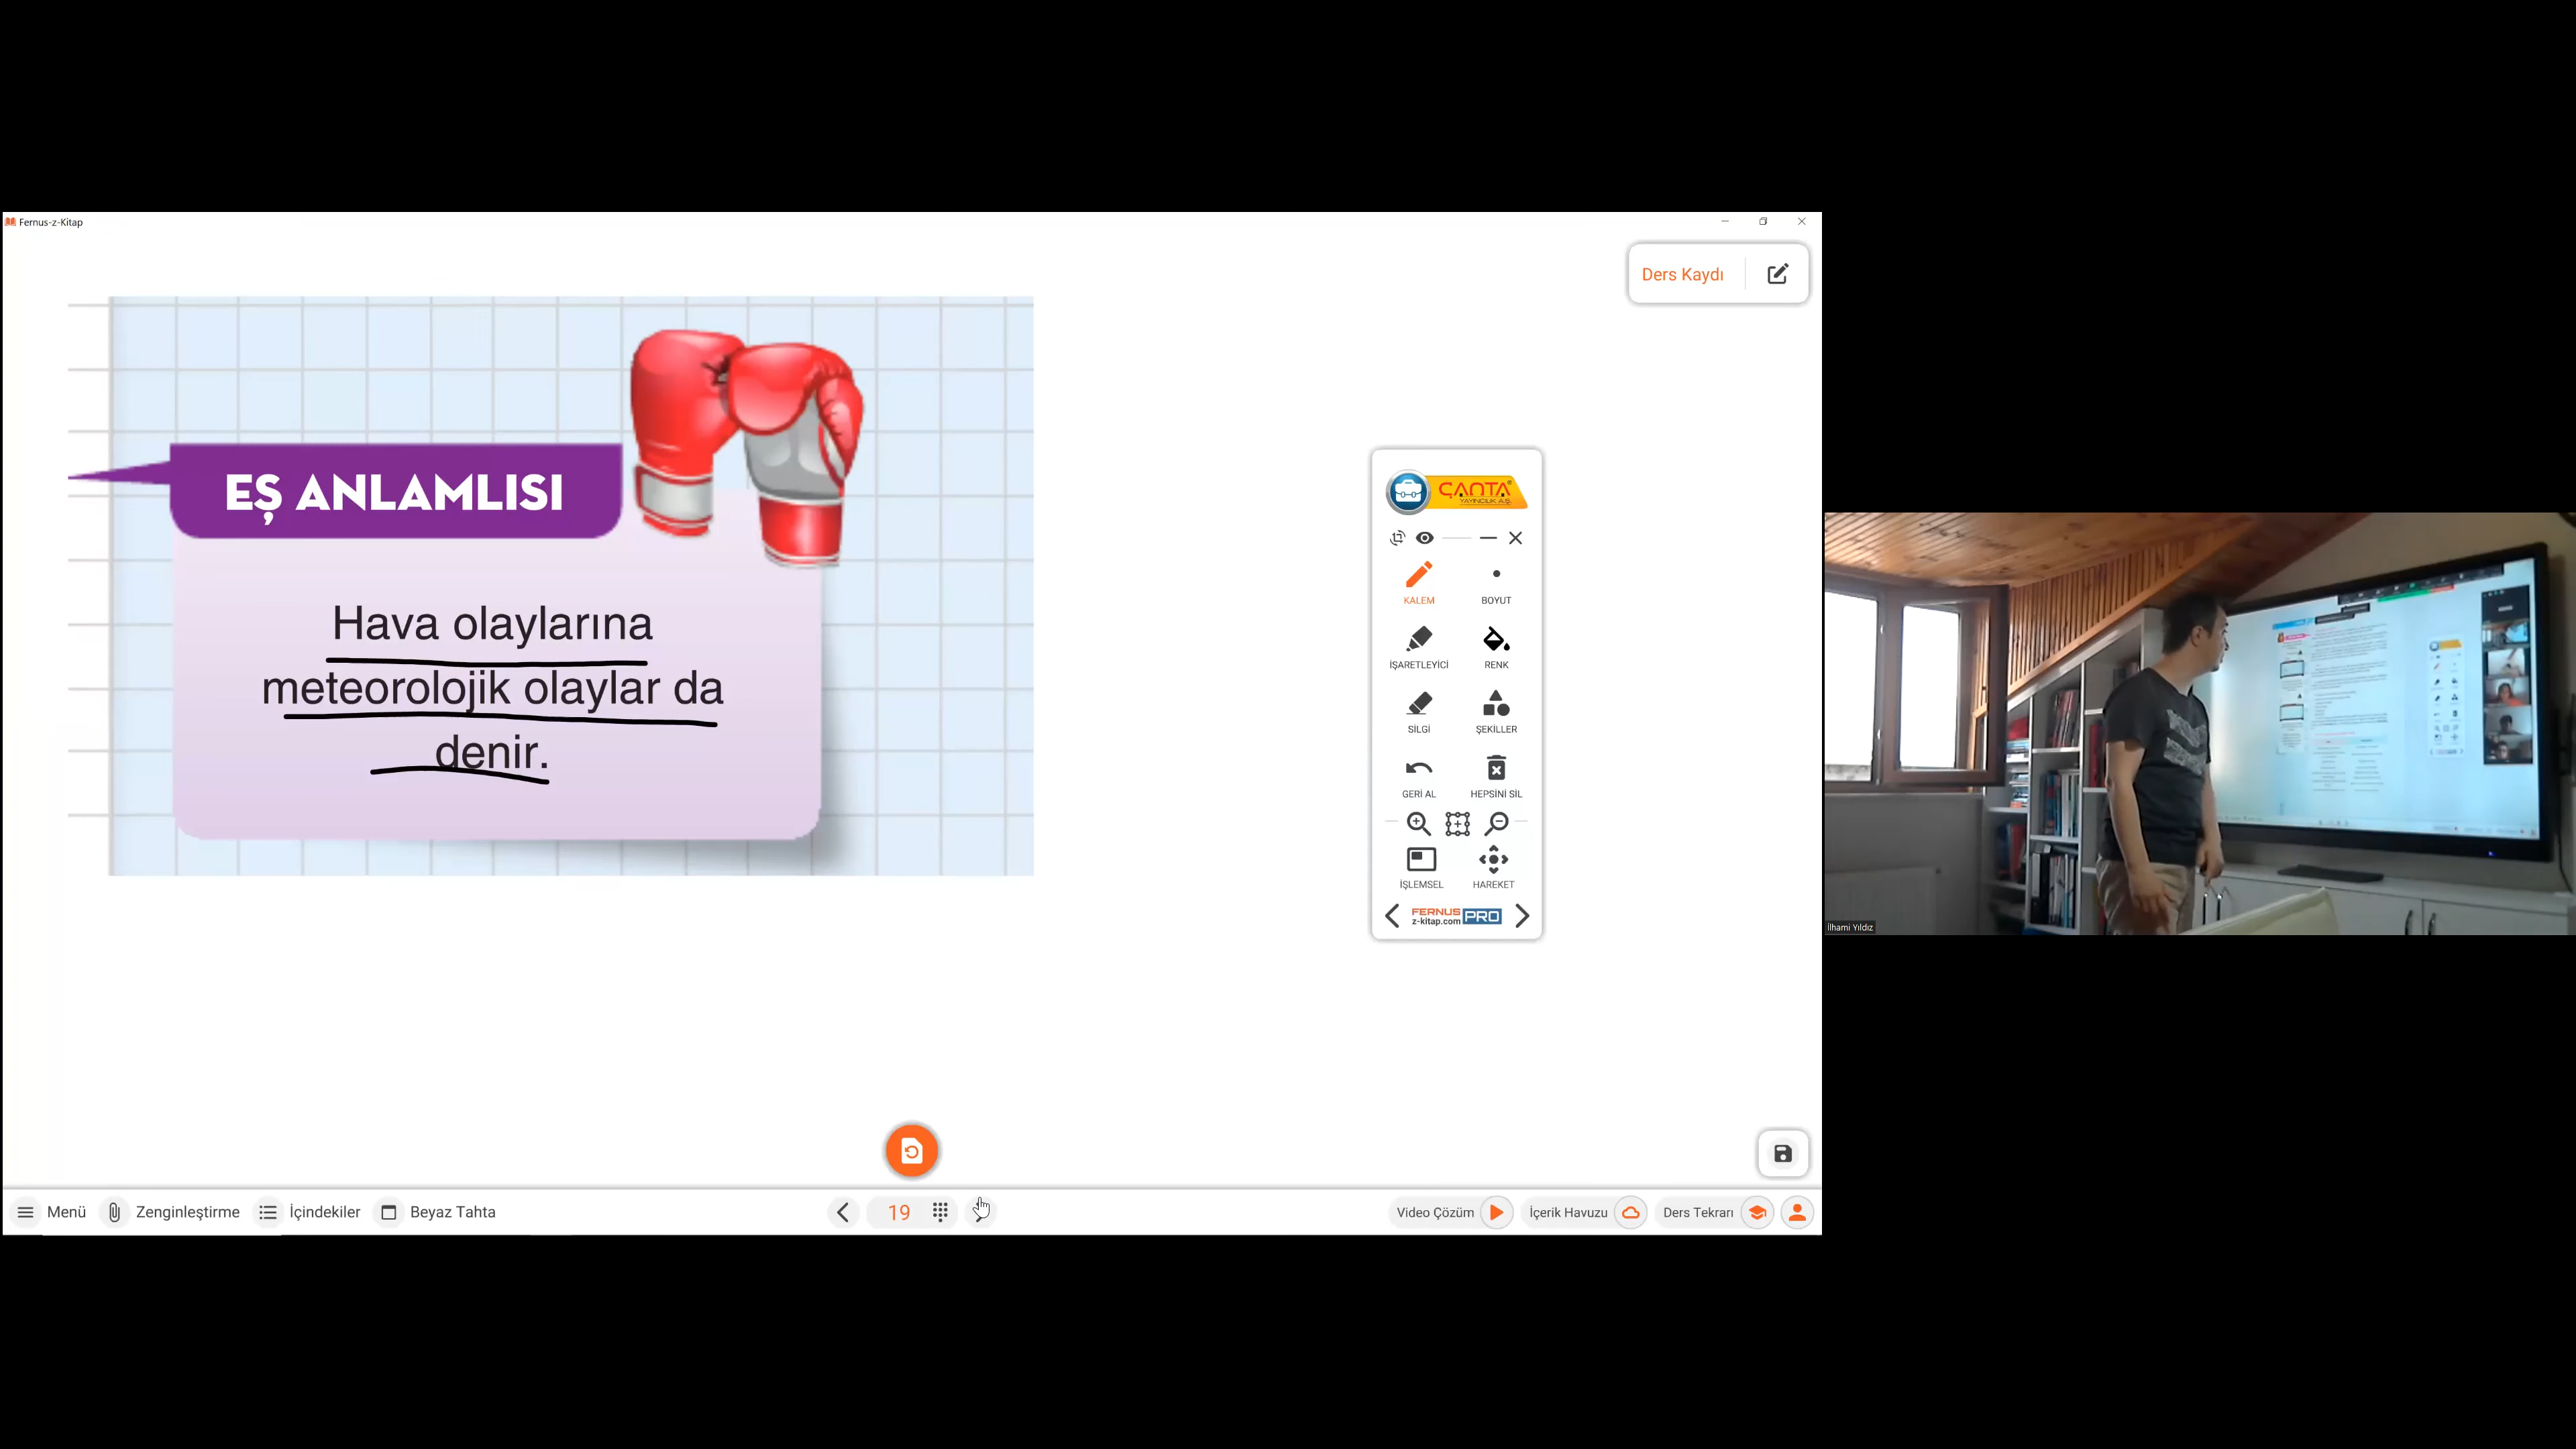 Fernus-z-Kitap
Ders Kaydı
EŞ ANLAMLISI
Hava olaylarına
meteorolojik olaylar da
denir.
ÇANTA
YAYINCILIK A.Ş.
KALEM
BOYUT
İŞARETLEYİCİ
RENK
SİLGİ
ŞEKİLLER
GERİ AL
HEPSİNİ SİL
İŞLEMSEL
HAREKET
FERNUS
z-kitap.com
PRO
İlhami Yıldız
Menü
Zenginleştirme
İçindekiler
Beyaz Tahta
19
Video Çözüm
İçerik Havuzu
Ders Tekrarı